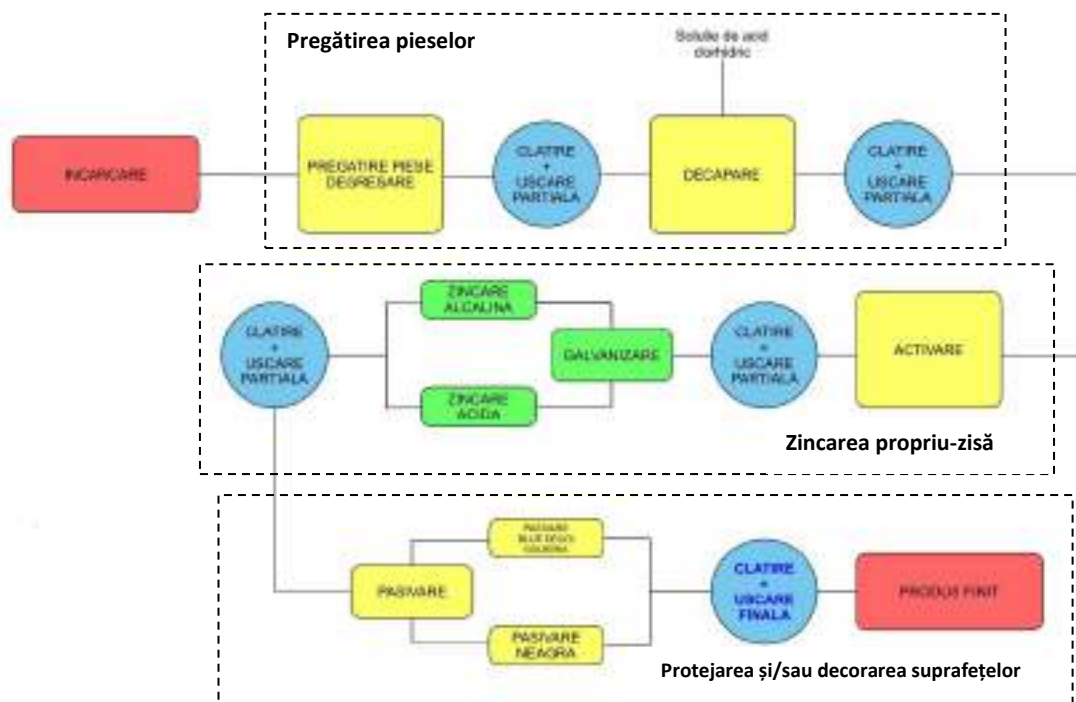 Pregătirea pieselor
Solutie de acid
clorhidric
INCARCARE
PREGATIRE PIESE
DEGRESARE
CLATIRE
+
USCARE
PARTIALA
DECAPARE
CLATIRE
+
USCARE
PARTIALA
CLATIRE
+
USCARE
PARTIALA
ZINCARE
ALCALINA
ZINCARE
ACIDA
GALVANIZARE
CLATIRE
+
USCARE
PARTIALA
ACTIVARE
Zincarea propriu-zisă
PASIVARE
PASIVARE
PASIVARE
NEAGRA
CLATIRE
+
USCARE
FINALA
PRODUS FINIT
Protejarea și/sau decorarea suprafețelor